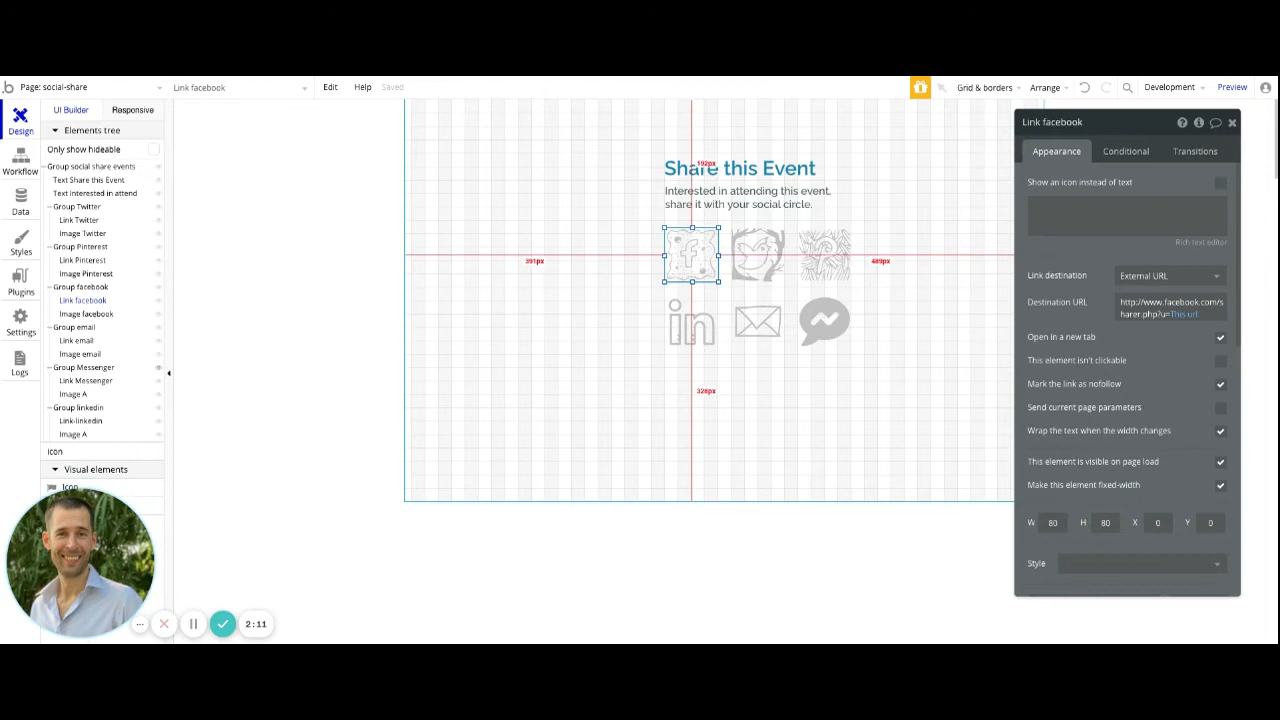 Page: social-share
Link facebook
Edit
Help
Saved
Grid & borders
Arrange
Development
Preview
Design
Workflow
Data
Styles
Plugins
Settings
Logs
UI Builder
Responsive
Elements tree
Only show hideable
Group social share events
Text Share this Event
Text Interested in attend
Group Twitter
Link Twitter
Image Twitter
Group Pinterest
Link Pinterest
Image Pinterest
Group facebook
Link facebook
Image facebook
Group email
Link email
Image email
Group Messenger
Link Messenger
Image A
Group linkedin
Link-linkedin
Image A
icon
Visual elements
Icon
2:11
192px
Share this Event
Interested in attending this event,
share it with your social circle.
391px
489px
in
328px
Link facebook
Appearance
Conditional
Transitions
Show an icon instead of text
Rich text editor
Link destination
External URL
Destination URL
http://www.facebook.com/s
harer.php?u=This url
Open in a new tab
This element isn't clickable
Mark the link as nofollow
Send current page parameters
Wrap the text when the width changes
This element is visible on page load
Make this element fixed-width
W 80 H 80 X 0 Y 0
Style